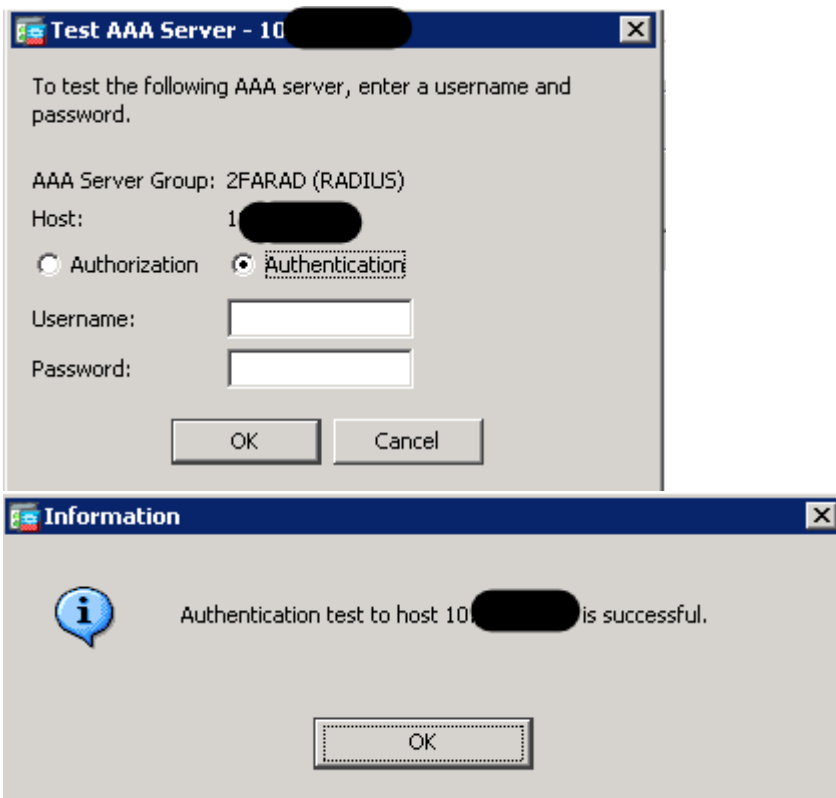 Test AAA Server - 10
To test the following AAA server, enter a username and
password.
AAA Server Group: 2FARAD (RADIUS)
Host: 1
Authorization Authentication
Username:
Password:
OK Cancel
Information
Authentication test to host 10. is successful.
OK